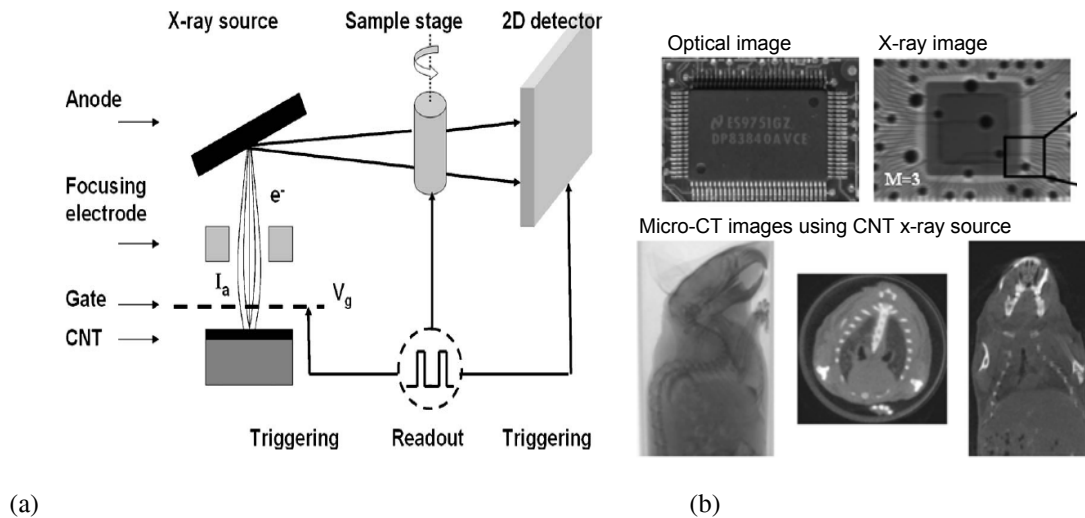 X-ray source
Sample stage
2D detector
Anode
Focusing
electrode
e-
Iₐ
Gate
V_g
CNT
Triggering
Readout
Triggering
(a)
Optical image
X-ray image
ES9751GZ
DP83840AVCE
M=3
Micro-CT images using CNT x-ray source
(b)